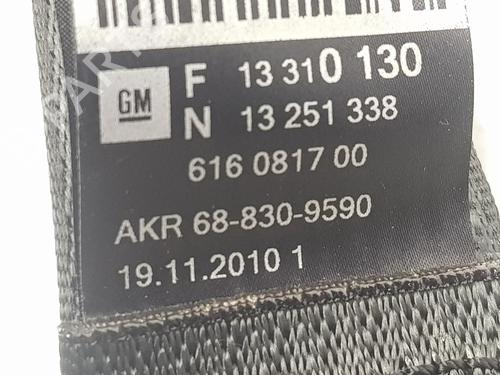 F 13 310 130
GM
N 13 251 338
616 0817 00
AKR 68-830-9590
19.11.2010 1